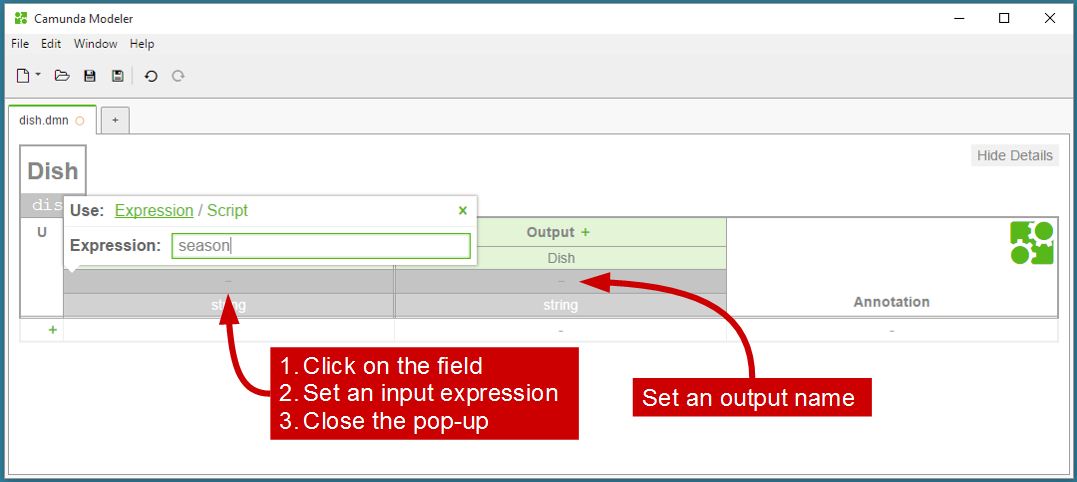 Camunda Modeler
File Edit Window Help
dish.dmn
+
Hide Details
Dish
dis
Use: Expression / Script ×
U
Output +
Expression: season
Dish
-
-
string
string
Annotation
+
-
-
1. Click on the field
2. Set an input expression
3. Close the pop-up
Set an output name